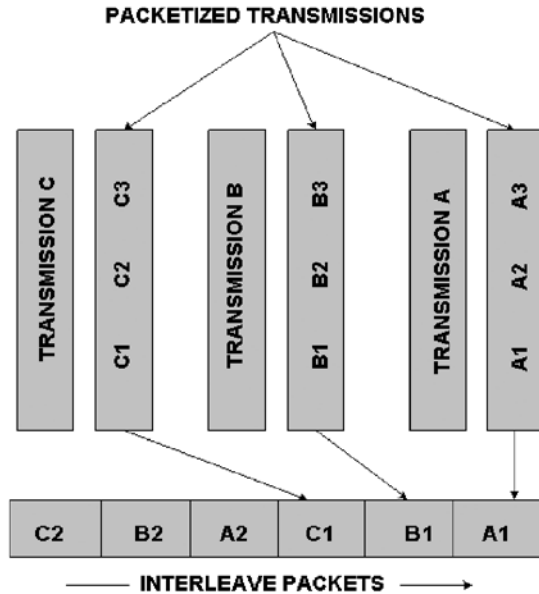 PACKETIZED TRANSMISSIONS
TRANSMISSION C
C1 C2 C3
TRANSMISSION B
B1 B2 B3
TRANSMISSION A
A1 A2 A3
C2 B2 A2 C1 B1 A1
INTERLEAVE PACKETS